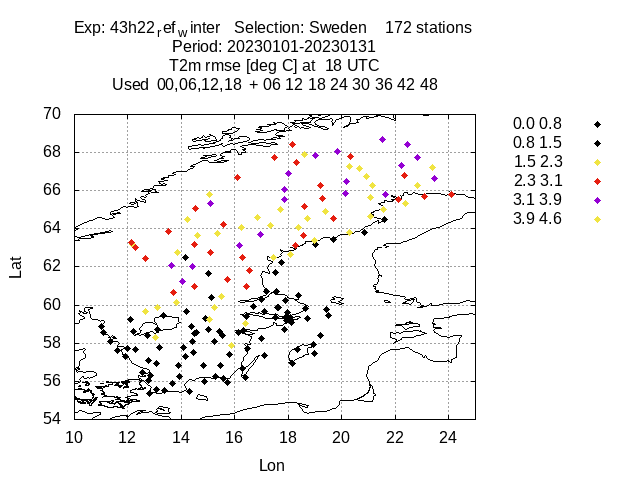 Exp: 43h22_ref_winter   Selection: Sweden    172 stations
Period: 20230101-20230131
T2m rmse [deg C] at  18 UTC
Used  00,06,12,18  + 06 12 18 24 30 36 42 48
70
68
66
64
62
60
58
56
54
10 12 14 16 18 20 22 24
Lat
Lon
0.0 0.8
0.8 1.5
1.5 2.3
2.3 3.1
3.1 3.9
3.9 4.6